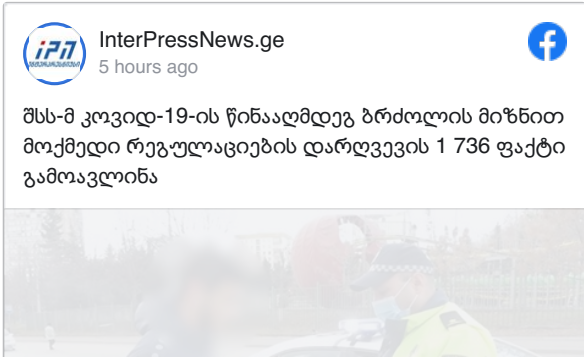 InterPressNews.ge
5 hours ago
შსს-მ კოვიდ-19-ის წინააღმდეგ ბრძოლის მიზნით
მოქმედი რეგულაციების დარღვევის 1 736 ფაქტი
გამოავლინა